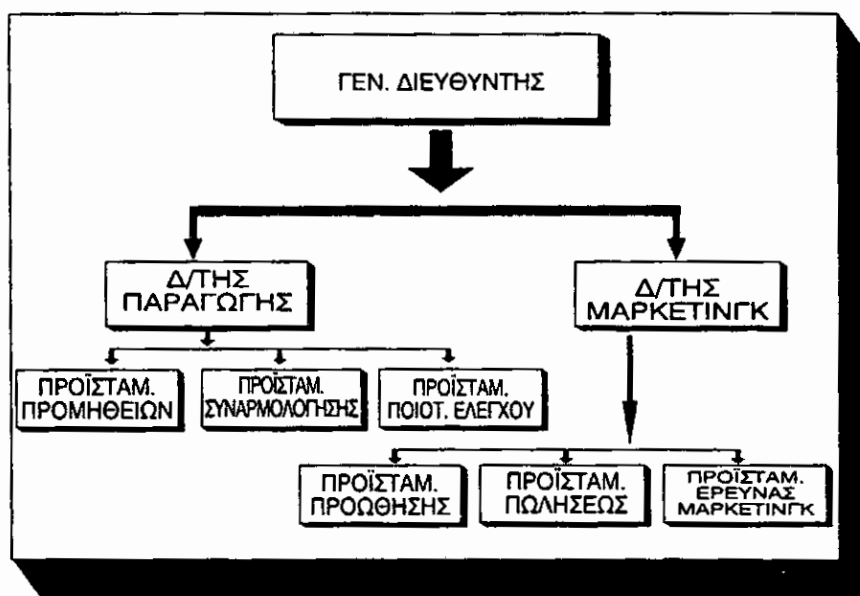 ΓΕΝ. ΔΙΕΥΘΥΝΤΗΣ
Δ/ΤΗΣ
ΠΑΡΑΓΩΓΗΣ
Δ/ΤΗΣ
ΜΑΡΚΕΤΙΝΓΚ
ΠΡΟΪΣΤΑΜ.
ΠΡΟΜΗΘΕΙΩΝ
ΠΡΟΪΣΤΑΜ.
ΣΥΝΑΡΜΟΛΟΓΗΣΗΣ
ΠΡΟΪΣΤΑΜ.
ΠΟΙΟΤ. ΕΛΕΓΧΟΥ
ΠΡΟΪΣΤΑΜ.
ΠΡΟΩΘΗΣΗΣ
ΠΡΟΪΣΤΑΜ.
ΠΩΛΗΣΕΩΣ
ΠΡΟΪΣΤΑΜ.
ΕΡΕΥΝΑΣ
ΜΑΡΚΕΤΙΝΓΚ